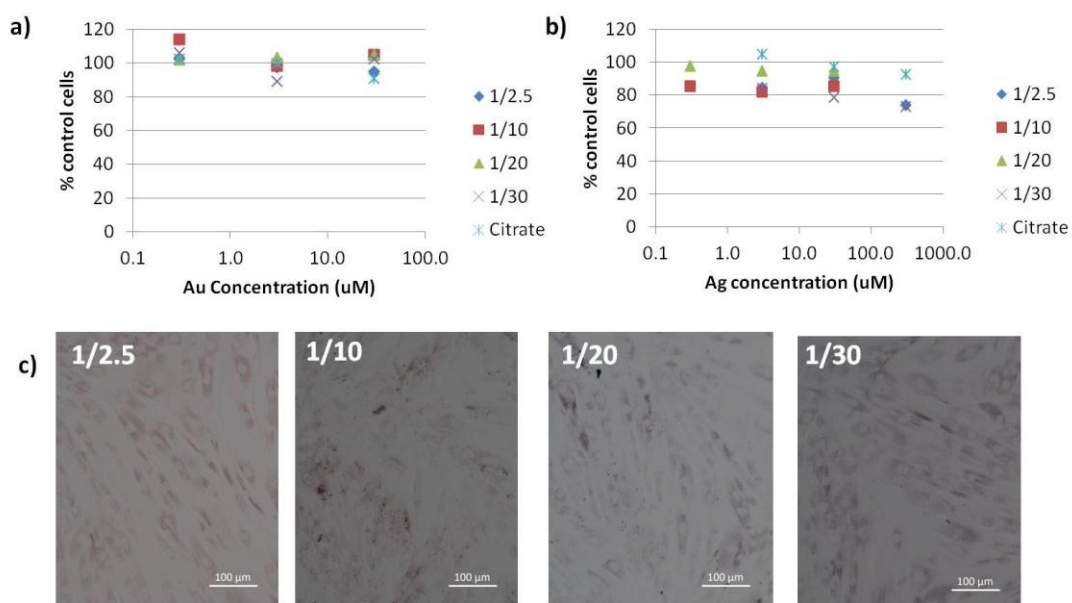 a)
120
100
80
60
40
20
0
% control cells
0.1 1.0 10.0 100.0
Au Concentration (uM)
1/2.5
1/10
1/20
1/30
Citrate
b)
120
100
80
60
40
20
0
% control cells
0.1 1.0 10.0 100.0 1000.0
Ag concentration (uM)
1/2.5
1/10
1/20
1/30
Citrate
c)
1/2.5
1/10
1/20
1/30
100 µm
100 µm
100 µm
100 µm